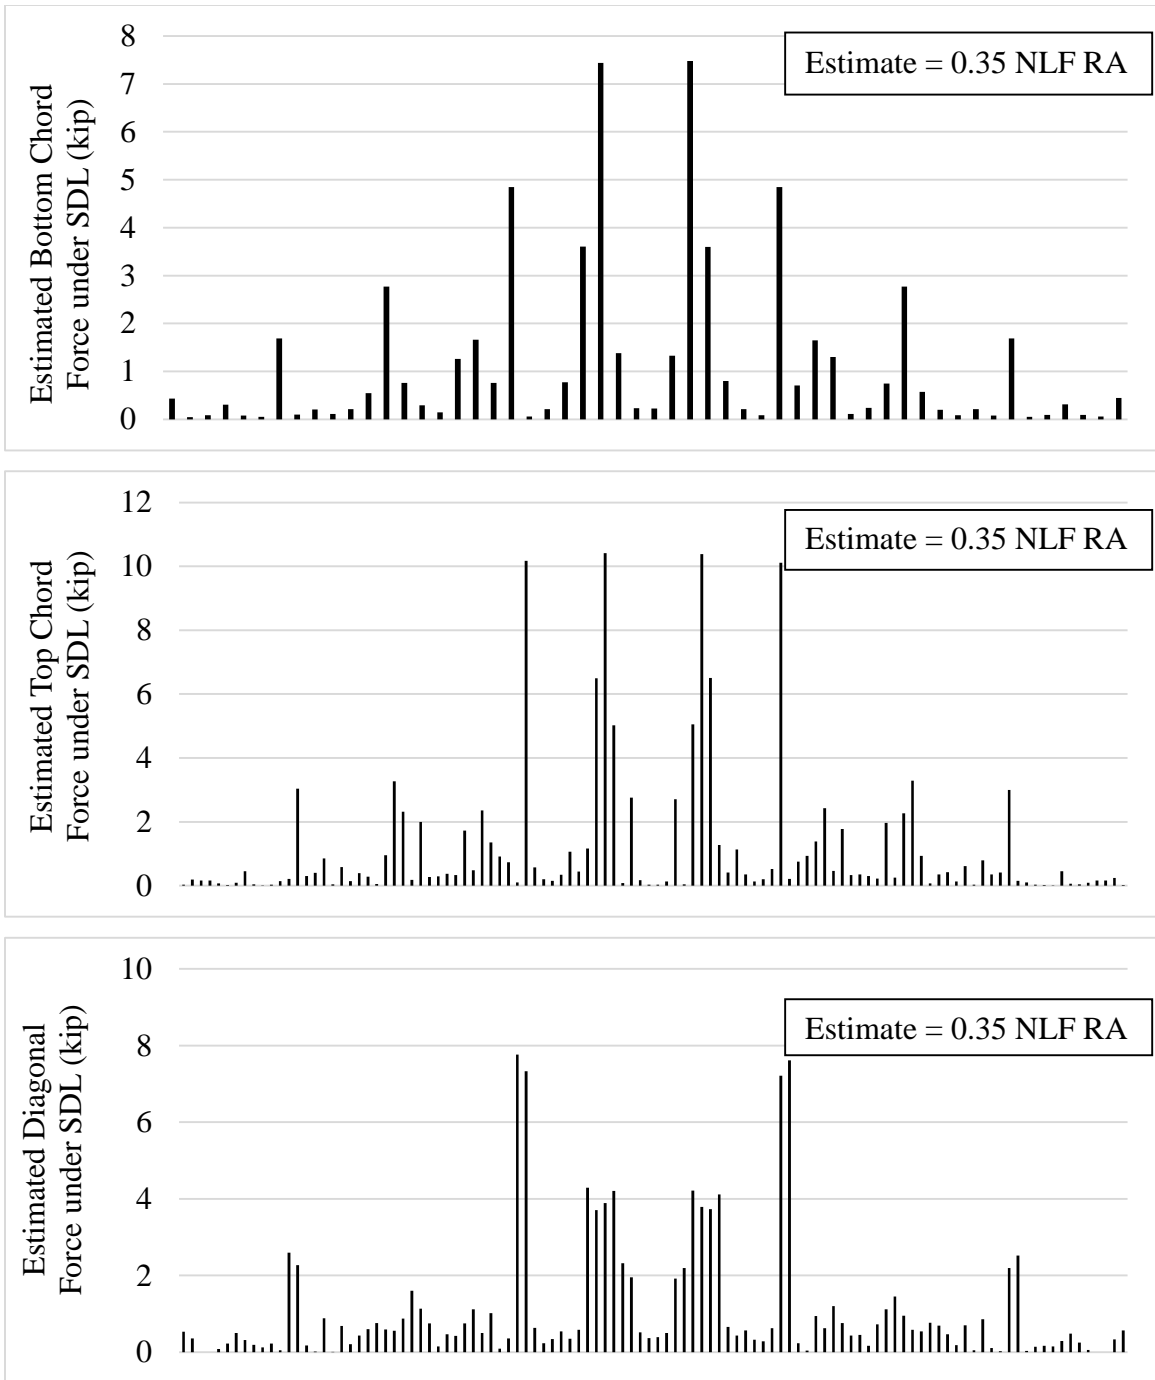 Estimated Bottom Chord
Force under SDL (kip)
8
7
6
5
4
3
2
1
0
Estimate = 0.35 NLF RA
Estimated Top Chord
Force under SDL (kip)
12
10
8
6
4
2
0
Estimate = 0.35 NLF RA
Estimated Diagonal
Force under SDL (kip)
10
8
6
4
2
0
Estimate = 0.35 NLF RA